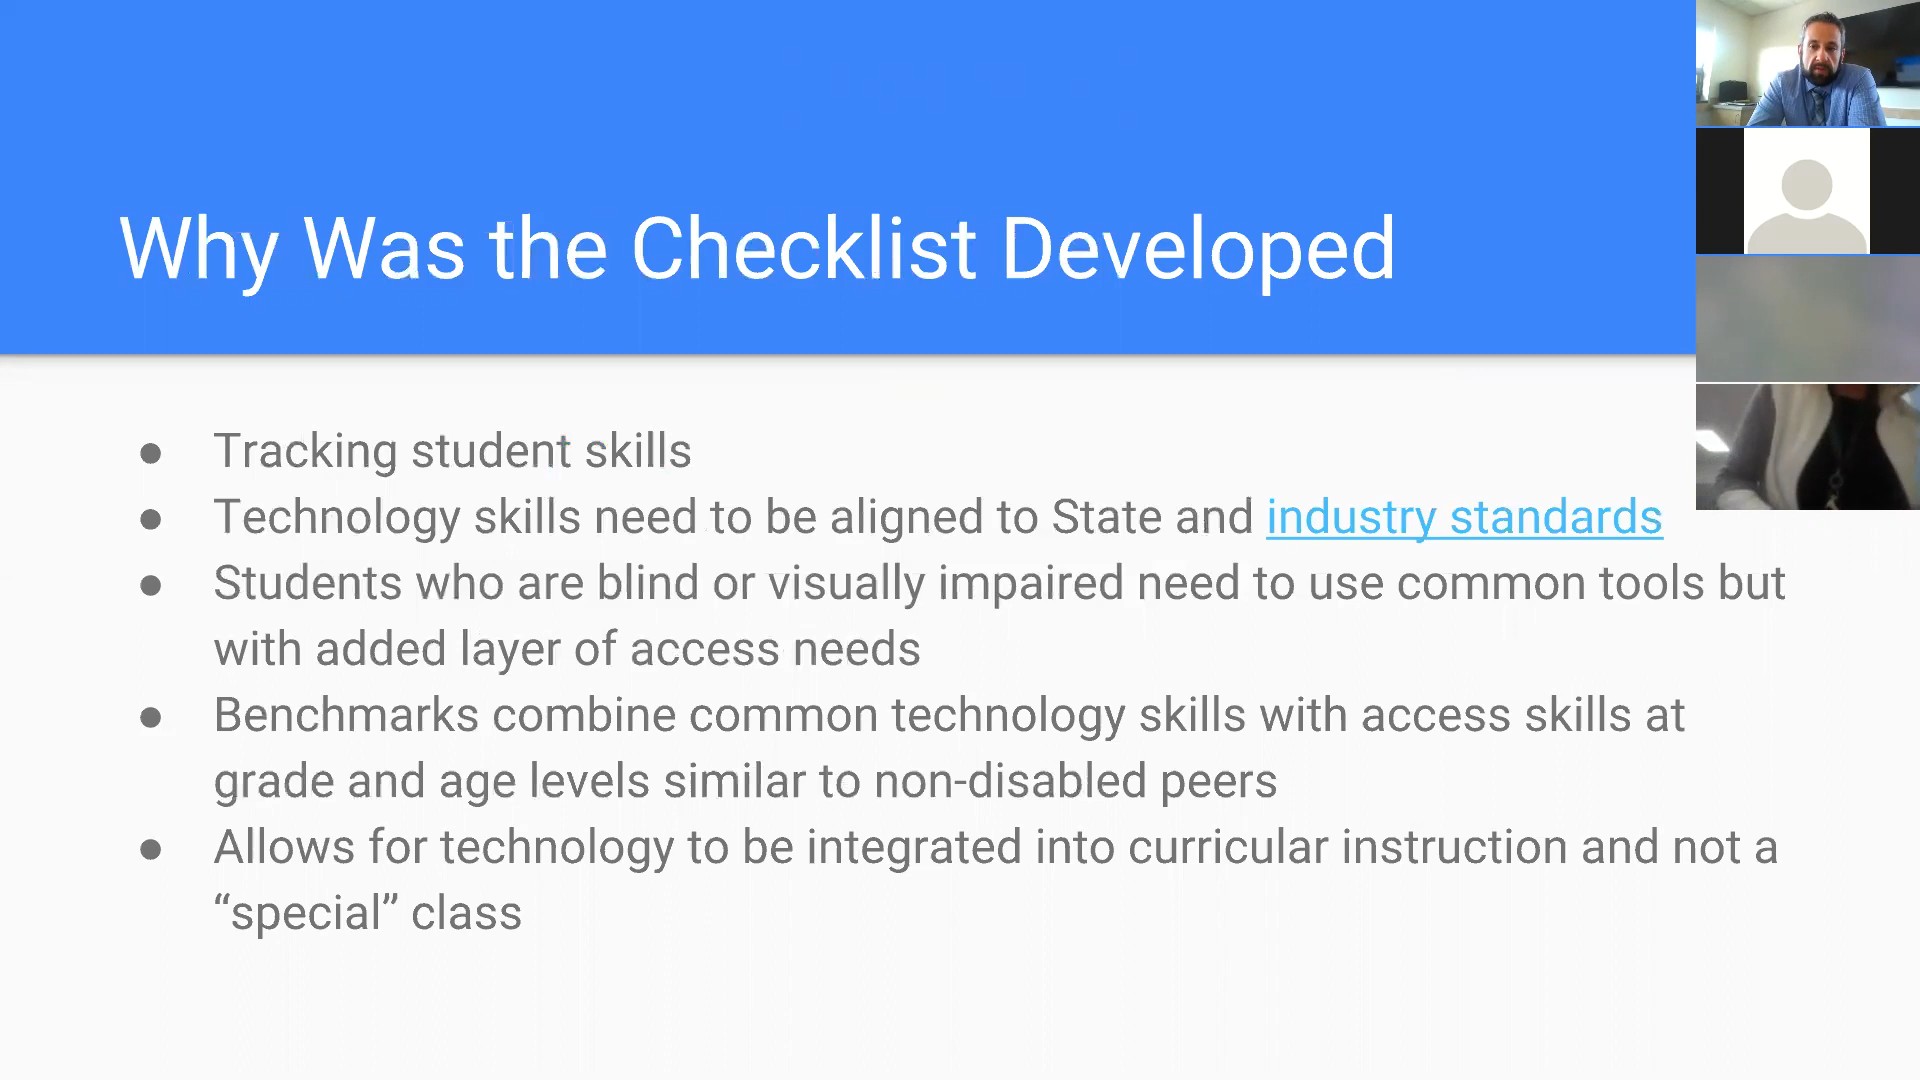 Why Was the Checklist Developed
● Tracking student skills
● Technology skills need to be aligned to State and industry standards
● Students who are blind or visually impaired need to use common tools but
with added layer of access needs
● Benchmarks combine common technology skills with access skills at
grade and age levels similar to non-disabled peers
● Allows for technology to be integrated into curricular instruction and not a
“special” class